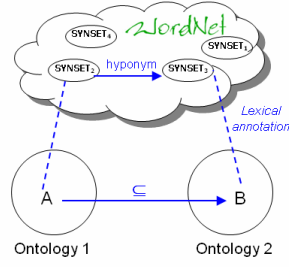 WordNet
SYNSET4
SYNSET1
hyponym
SYNSET2
SYNSET3
Lexical
annotation
⊆
A
B
Ontology 1
Ontology 2